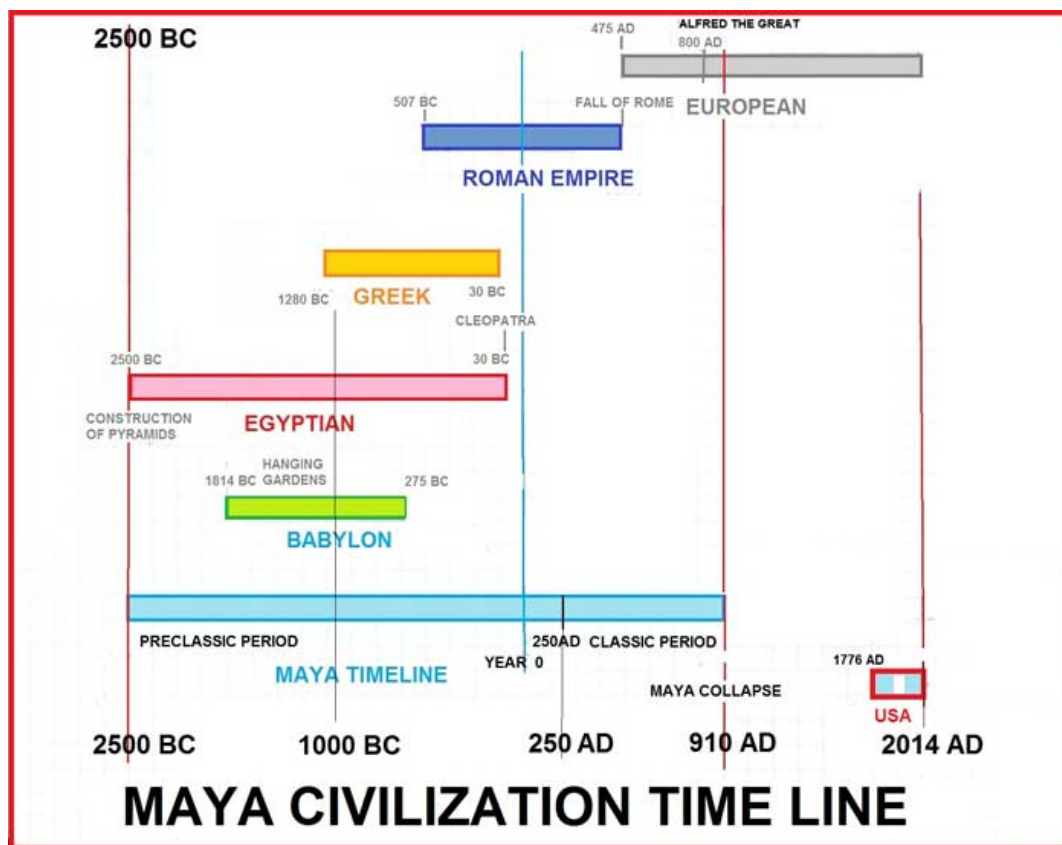 2500 BC
ALFRED THE GREAT
475 AD
800 AD
EUROPEAN
507 BC
FALL OF ROME
ROMAN EMPIRE
GREEK
1280 BC
30 BC
CLEOPATRA
2500 BC
30 BC
EGYPTIAN
CONSTRUCTION
OF PYRAMIDS
HANGING
GARDENS
1814 BC
275 BC
BABYLON
PRECLASSIC PERIOD
250AD
CLASSIC PERIOD
MAYA TIMELINE
YEAR 0
MAYA COLLAPSE
1776 AD
USA
2500 BC
1000 BC
250 AD
910 AD
2014 AD
MAYA CIVILIZATION TIME LINE